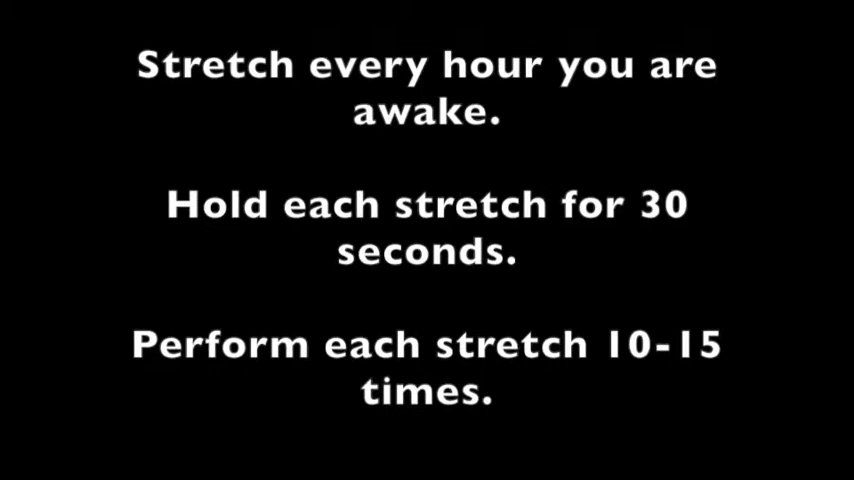 Stretch every hour you are
awake.
Hold each stretch for 30
seconds.
Perform each stretch 10-15
times.